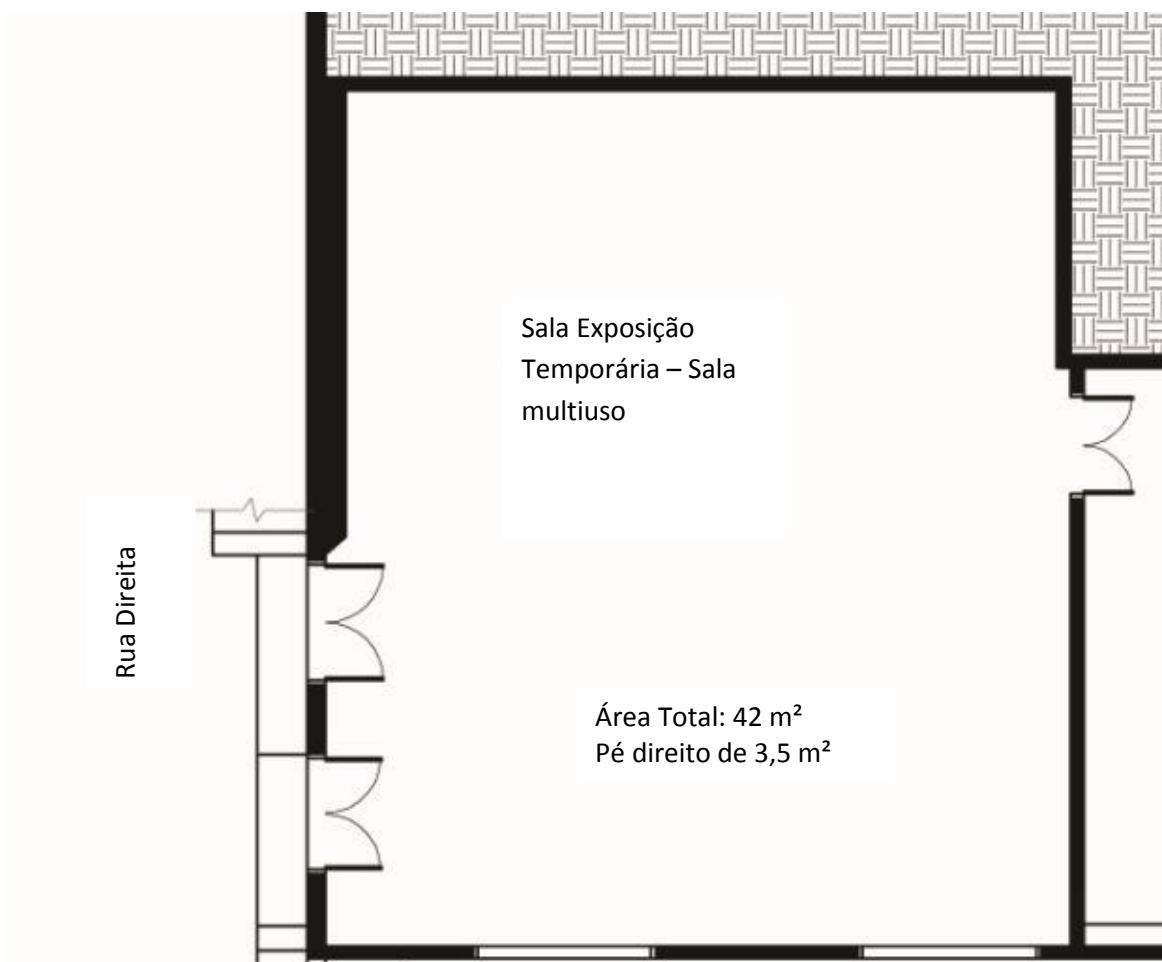 Sala Exposição
Temporária – Sala
multiuso
Rua Direita
Área Total: 42 m²
Pé direito de 3,5 m²